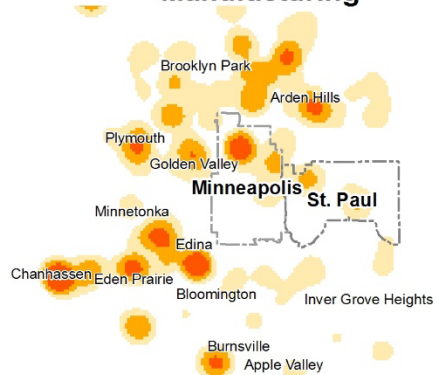 Manufacturing
Brooklyn Park
Arden Hills
Plymouth
Golden Valley
Minneapolis
St. Paul
Minnetonka
Edina
Chanhassen
Eden Prairie
Bloomington
Inver Grove Heights
Burnsville
Apple Valley